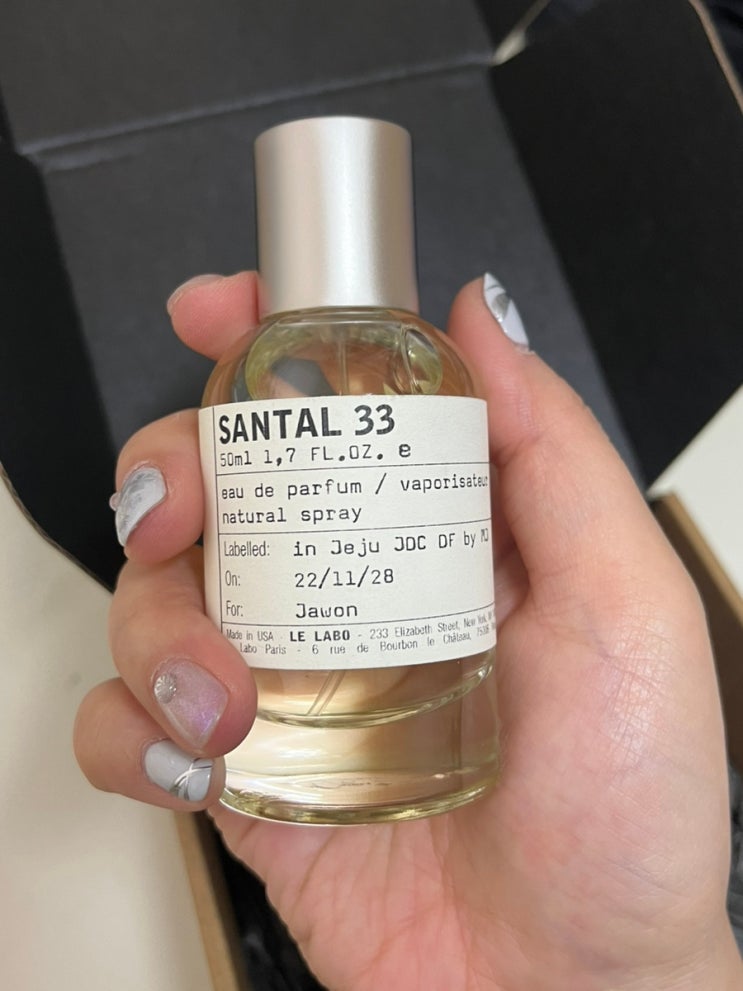 SANTAL 33
50ml 1,7 FL.OZ. e
eau de parfum / vaporisateur
natural spray
Labelled: in Jeju JDC DF by MJ
On: 22/11/28
For: Jawon
Made in USA - LE LABO - 233 Elizabeth Street, New York,
Labo Paris - 6 rue de Bourbon le Château,